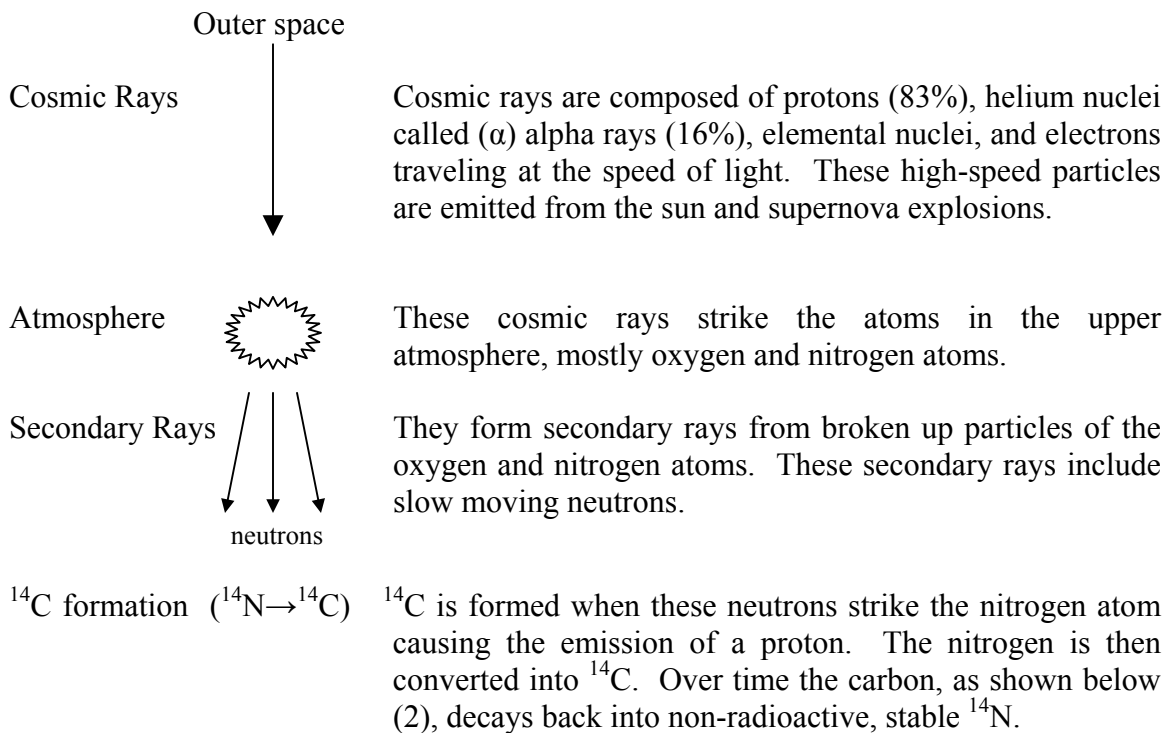 Outer space
Cosmic Rays
Cosmic rays are composed of protons (83%), helium nuclei
called (α) alpha rays (16%), elemental nuclei, and electrons
traveling at the speed of light. These high-speed particles
are emitted from the sun and supernova explosions.
Atmosphere
These cosmic rays strike the atoms in the upper
atmosphere, mostly oxygen and nitrogen atoms.
Secondary Rays
They form secondary rays from broken up particles of the
oxygen and nitrogen atoms. These secondary rays include
slow moving neutrons.
neutrons
¹⁴C formation (¹⁴N→¹⁴C)
¹⁴C is formed when these neutrons strike the nitrogen atom
causing the emission of a proton. The nitrogen is then
converted into ¹⁴C. Over time the carbon, as shown below
(2), decays back into non-radioactive, stable ¹⁴N.